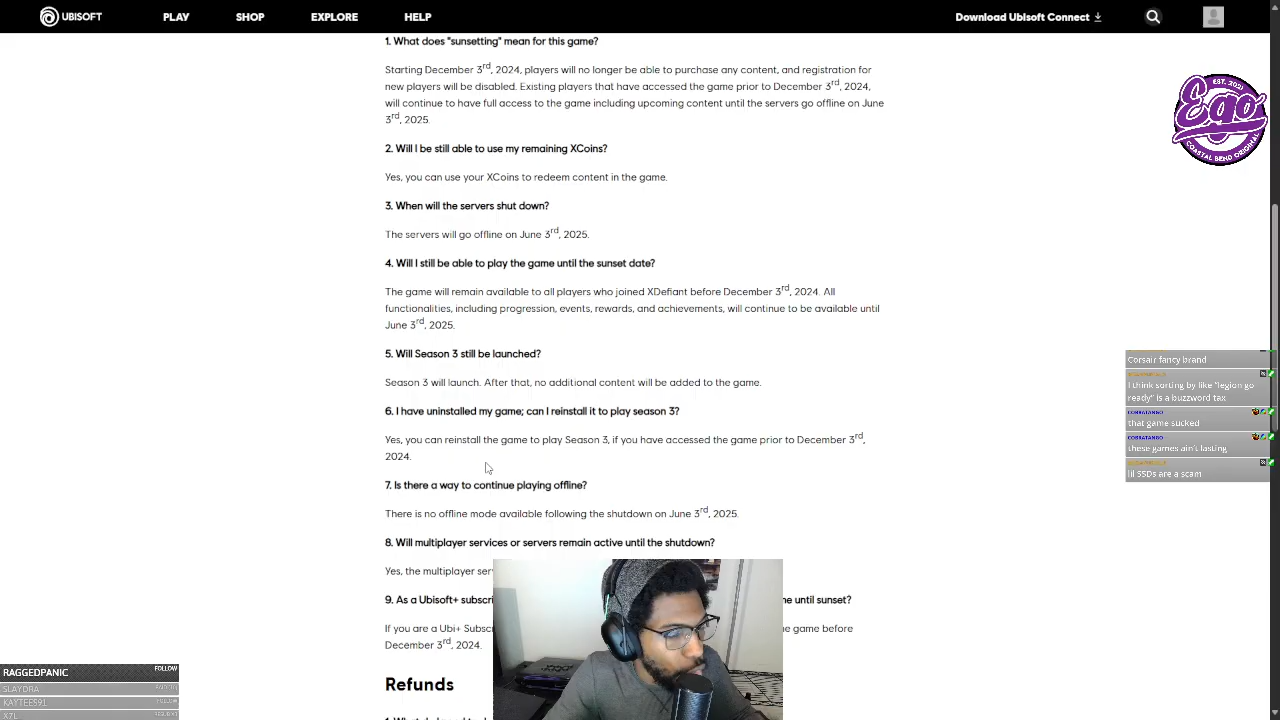 UBISOFT PLAY SHOP EXPLORE HELP Download Ubisoft Connect
1. What does "sunsetting" mean for this game?
Starting December 3rd, 2024, players will no longer be able to purchase any content, and registration for
new players will be disabled. Existing players that have accessed the game prior to December 3rd, 2024,
will continue to have full access to the game including upcoming content until the servers go offline on June
3rd, 2025.
2. Will I be still able to use my remaining XCoins?
Yes, you can use your XCoins to redeem content in the game.
3. When will the servers shut down?
The servers will go offline on June 3rd, 2025.
4. Will I still be able to play the game until the sunset date?
The game will remain available to all players who joined XDefiant before December 3rd, 2024. All
functionalities, including progression, events, rewards, and achievements, will continue to be available until
June 3rd, 2025.
5. Will Season 3 still be launched?
Season 3 will launch. After that, no additional content will be added to the game.
6. I have uninstalled my game; can I reinstall it to play season 3?
Yes, you can reinstall the game to play Season 3, if you have accessed the game prior to December 3rd,
2024.
7. Is there a way to continue playing offline?
There is no offline mode available following the shutdown on June 3rd, 2025.
8. Will multiplayer services or servers remain active until the shutdown?
Yes, the multiplayer ser
9. As a Ubisoft+ subscri
e until sunset?
If you are a Ubi+ Subsc
e game before
December 3rd, 2024.
Refunds
EST. 2021
Ego
COASTAL BEND ORIGINAL
Corsair fancy brand
I think sorting by like "legion go
ready" is a buzzword tax
COBRATANGO
that game sucked
COBRATANGO
these games ain't lasting
lil SSDs are a scam
RAGGEDPANIC FOLLOW
SLAYDRA
KAYTEE591 FOLLOW
X7L